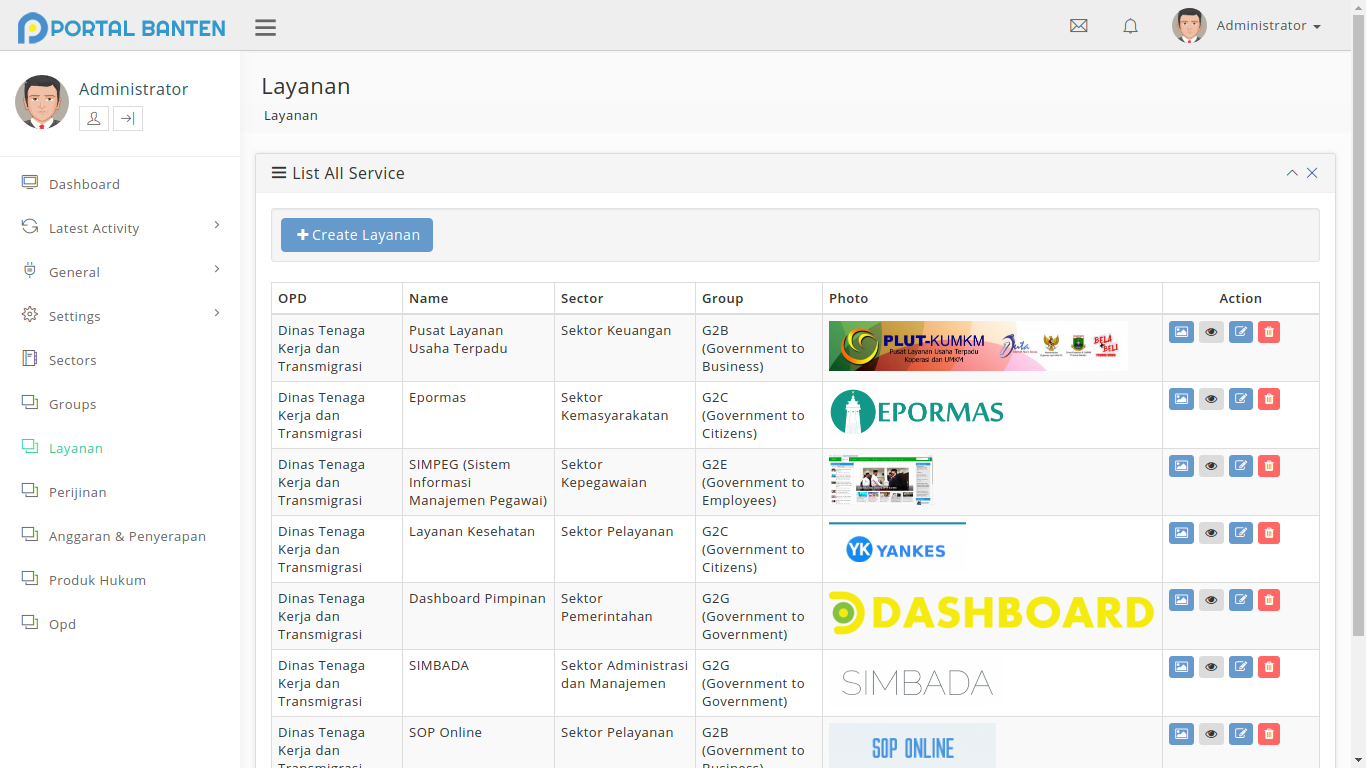 PORTAL BANTEN
Administrator
Administrator
Dashboard
Latest Activity
General
Settings
Sectors
Groups
Layanan
Perijinan
Anggaran & Penyerapan
Produk Hukum
Opd
Layanan
Layanan
List All Service
Create Layanan
OPD Name Sector Group Photo Action
Dinas Tenaga Pusat Layanan Sektor Keuangan G2B
Kerja dan Usaha Terpadu (Government to
Transmigrasi Business)
PLUT-KUMKM
Pusat Layanan Usaha Terpadu
Koperasi dan UMKM
BELA
BELI
Dinas Tenaga Epormas Sektor G2C
Kerja dan Kemasyarakatan (Government to
Transmigrasi Citizens)
EPORMAS
Dinas Tenaga SIMPEG (Sistem Sektor G2E
Kerja dan Informasi Kepegawaian (Government to
Transmigrasi Manajemen Pegawai) Employees)
Dinas Tenaga Layanan Kesehatan Sektor Pelayanan G2C
Kerja dan (Government to
Transmigrasi Citizens)
YK YANKES
Dinas Tenaga Dashboard Pimpinan Sektor G2G
Kerja dan Pemerintahan (Government to
Transmigrasi Government)
DASHBOARD
Dinas Tenaga SIMBADA Sektor Administrasi G2G
Kerja dan dan Manajemen (Government to
Transmigrasi Government)
SIMBADA
Dinas Tenaga SOP Online Sektor Pelayanan G2B
Kerja dan (Government to
Transmigrasi Business)
SOP ONLINE